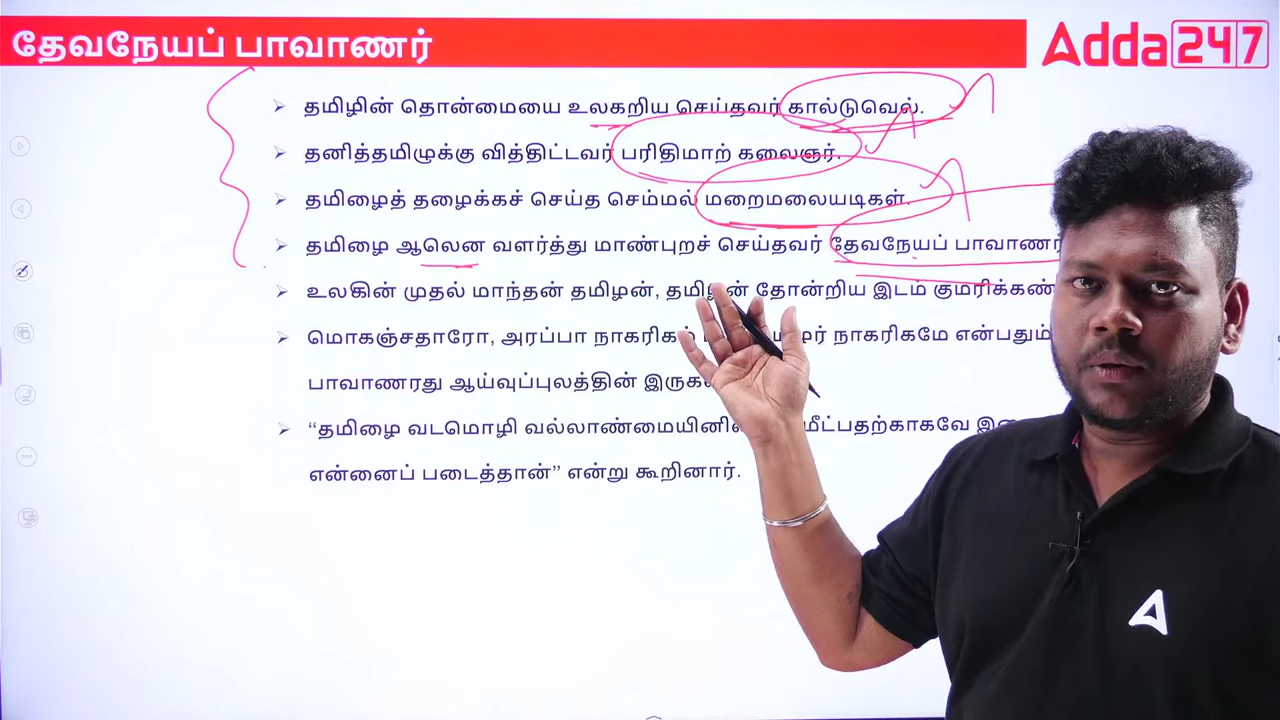 தேவநேயப் பாவாணர்
Adda 247
தமிழின் தொன்மையை உலகறிய செய்தவர் கால்டுவெல்.
தனித்தமிழுக்கு வித்திட்டவர் பரிதிமாற் கலைஞர்.
தமிழைத் தழைக்கச் செய்த செம்மல் மறைமலையடிகள்.
தமிழை ஆலென வளர்த்து மாண்புறச் செய்தவர் தேவநேயப் பாவாணர்
உலகின் முதல் மாந்தன் தமிழன், தமிழன் தோன்றிய இடம் குமரிக்கண்
மொகஞ்சதாரோ, அரப்பா நாகரிகம் நாகரிகமே என்பதும்
பாவாணரது ஆய்வுப்புலத்தின்
“தமிழை வடமொழி வல்லாண்மையினின் மீட்பதற்காகவே
என்னைப் படைத்தான்” என்று கூறினார்.